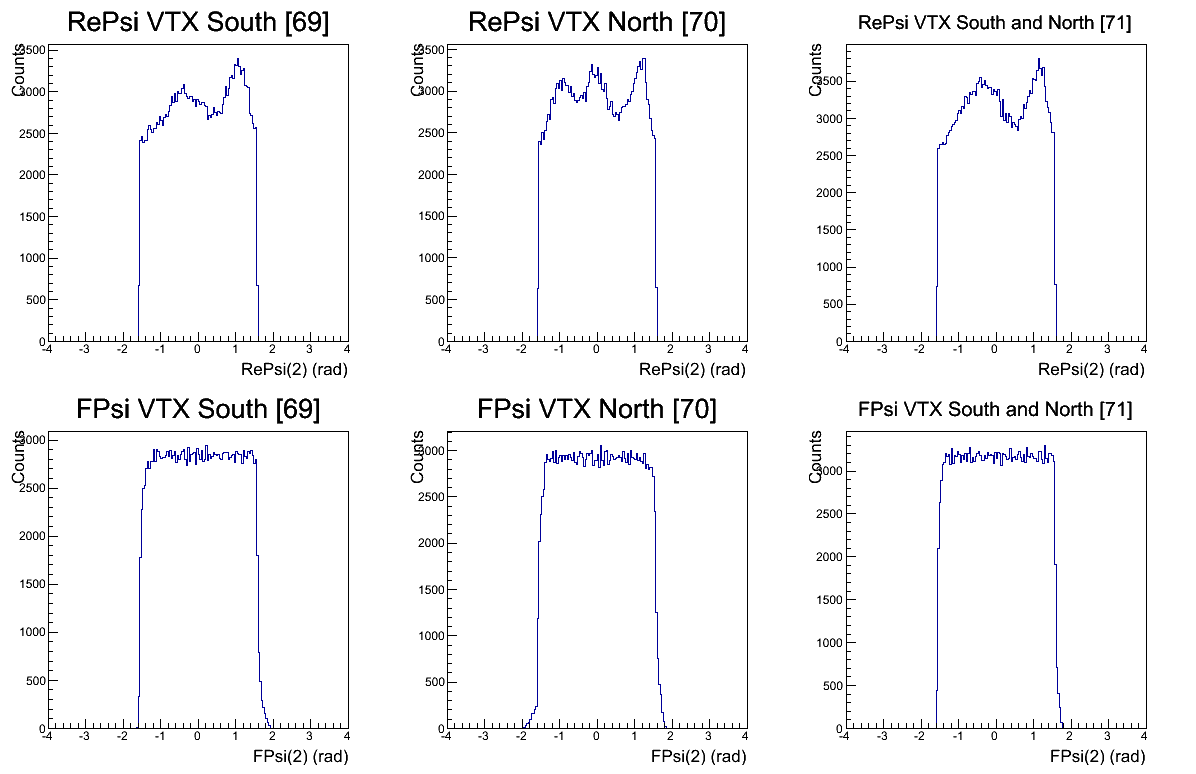 RePsi VTX South [69]
Counts
3500
3000
2500
2000
1500
1000
500
0
-4 -3 -2 -1 0 1 2 3 4
RePsi(2) (rad)
RePsi VTX North [70]
Counts
3500
3000
2500
2000
1500
1000
500
0
-4 -3 -2 -1 0 1 2 3 4
RePsi(2) (rad)
RePsi VTX South and North [71]
Counts
3500
3000
2500
2000
1500
1000
500
0
-4 -3 -2 -1 0 1 2 3 4
RePsi(2) (rad)
FPsi VTX South [69]
Counts
3000
2500
2000
1500
1000
500
0
-4 -3 -2 -1 0 1 2 3 4
FPsi(2) (rad)
FPsi VTX North [70]
Counts
3000
2500
2000
1500
1000
500
0
-4 -3 -2 -1 0 1 2 3 4
FPsi(2) (rad)
FPsi VTX South and North [71]
Counts
3000
2500
2000
1500
1000
500
0
-4 -3 -2 -1 0 1 2 3 4
FPsi(2) (rad)